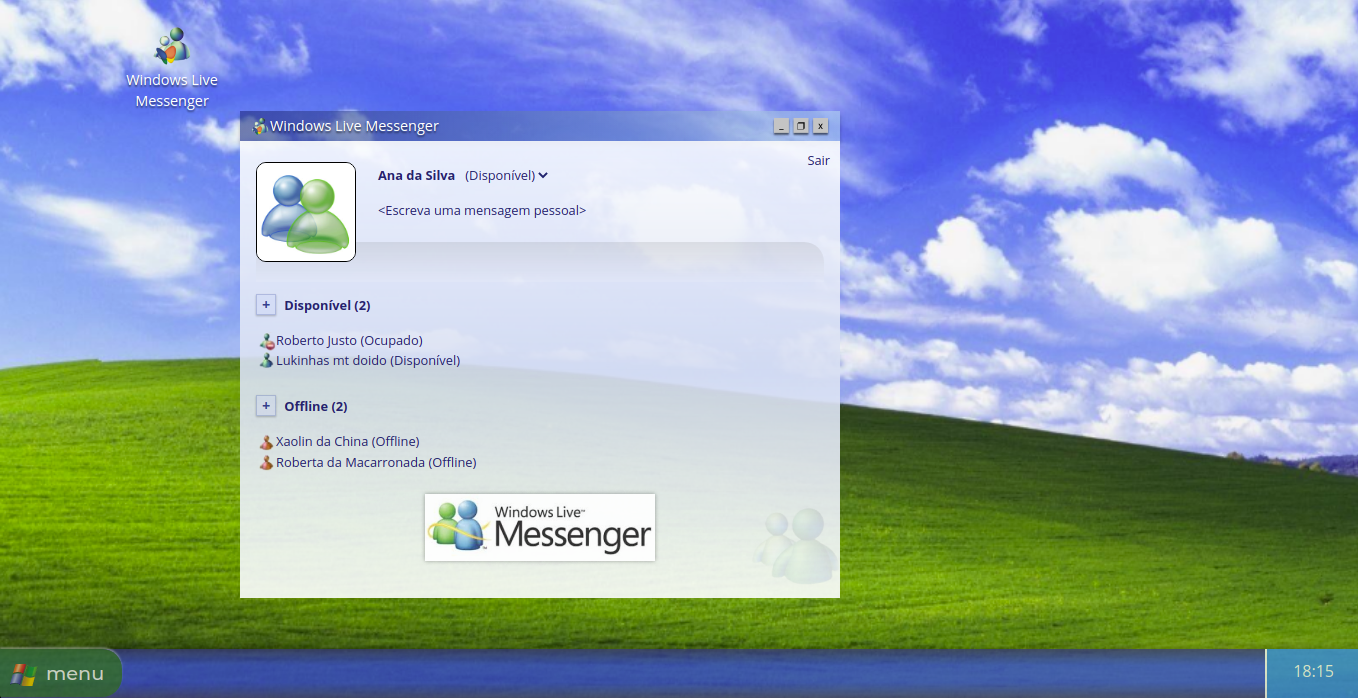 Windows Live
Messenger
Windows Live Messenger
Sair
Ana da Silva (Disponível)
<Escreva uma mensagem pessoal>
+ Disponível (2)
Roberto Justo (Ocupado)
Lukinhas mt doido (Disponível)
+ Offline (2)
Xaolin da China (Offline)
Roberta da Macarronada (Offline)
Windows Live™
Messenger
menu
18:15